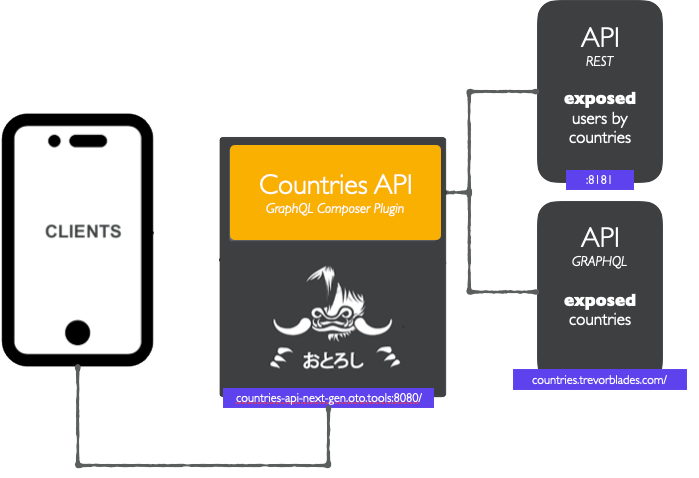 CLIENTS
Countries API
GraphQL Composer Plugin
おとろし
countries-api-next-gen.oto.tools:8080/
API
REST
exposed
users by
countries
:8181
API
GRAPHQL
exposed
countries
countries.trevorblades.com/